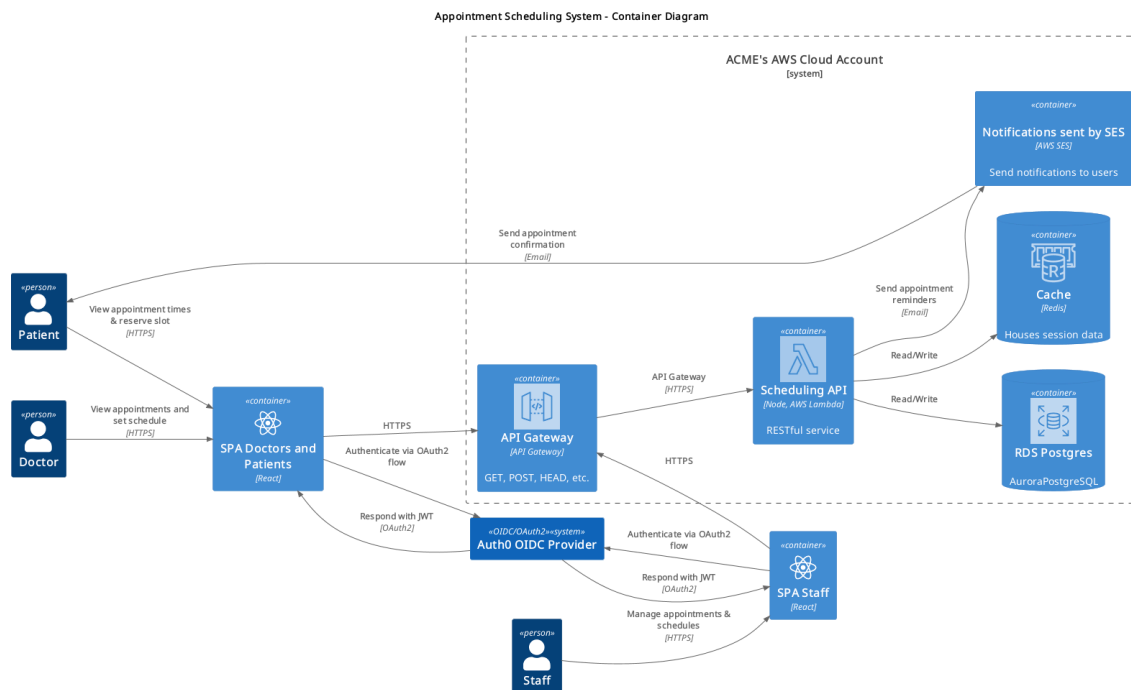 Appointment Scheduling System - Container Diagram
ACME's AWS Cloud Account
[system]
«container»
Notifications sent by SES
[AWS SES]
Send notifications to users
Send appointment
confirmation
[Email]
«container»
R
Cache
[Redis]
Houses session data
«person»
Patient
View appointment times
& reserve slot
[HTTPS]
Send appointment
reminders
[Email]
«container»
Scheduling API
[Node, AWS Lambda]
RESTful service
Read/Write
Read/Write
«container»
RDS Postgres
AuroraPostgreSQL
«container»
API Gateway
[API Gateway]
GET, POST, HEAD, etc.
API Gateway
[HTTPS]
«person»
Doctor
View appointments and
set schedule
[HTTPS]
«container»
SPA Doctors and
Patients
[React]
HTTPS
Authenticate via OAuth2
flow
HTTPS
Respond with JWT
[OAuth2]
«OIDC/OAuth2»«system»
Auth0 OIDC Provider
Authenticate via OAuth2
flow
Respond with JWT
[OAuth2]
«container»
SPA Staff
[React]
Manage appointments &
schedules
[HTTPS]
«person»
Staff